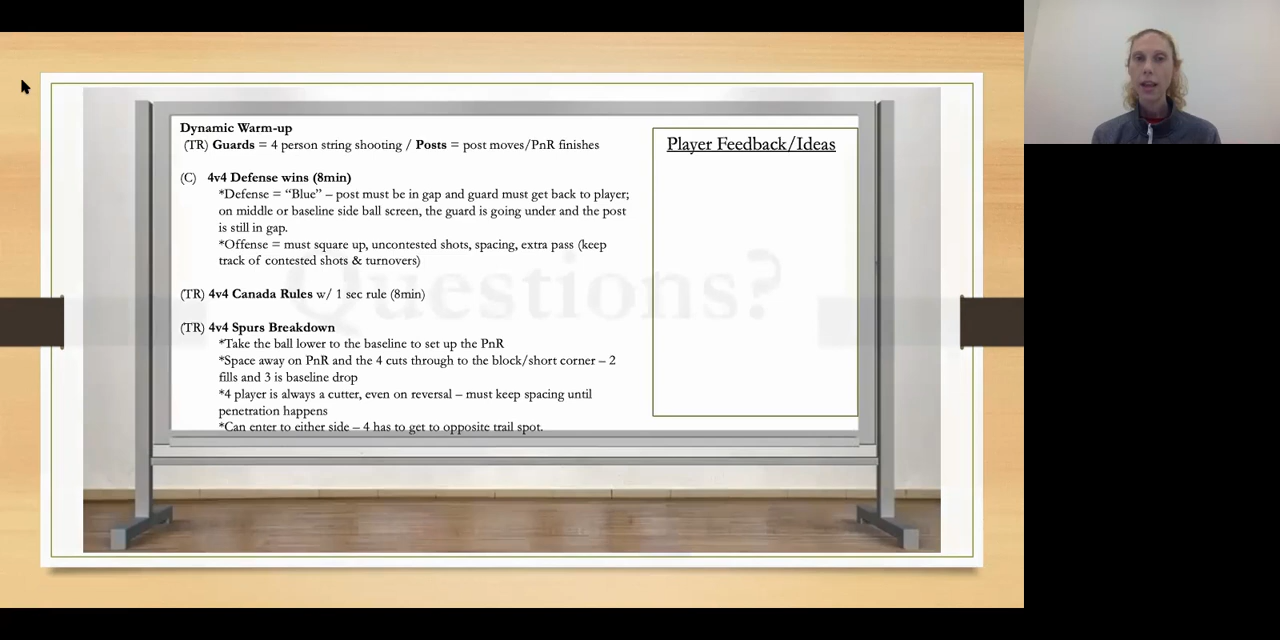 Dynamic Warm-up
(TR) Guards = 4 person string shooting / Posts = post moves/PnR finishes
(C) 4v4 Defense wins (8min)
*Defense = “Blue” – post must be in gap and guard must get back to player;
on middle or baseline side ball screen, the guard is going under and the post
is still in gap.
*Offense = must square up, uncontested shots, spacing, extra pass (keep
track of contested shots & turnovers)
(TR) 4v4 Canada Rules w/ 1 sec rule (8min)
(TR) 4v4 Spurs Breakdown
*Take the ball lower to the baseline to set up the PnR
*Space away on PnR and the 4 cuts through to the block/short corner – 2
fills and 3 is baseline drop
*4 player is always a cutter, even on reversal – must keep spacing until
penetration happens
*Can enter to either side – 4 has to get to opposite trail spot.
Player Feedback/Ideas
Questions?